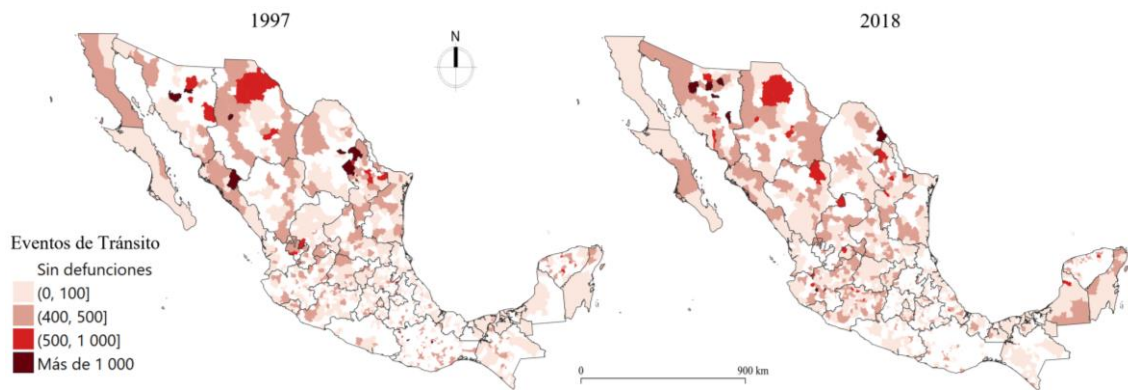 1997
2018
N
Eventos de Tránsito
Sin defunciones
(0, 100]
(400, 500]
(500, 1 000]
Más de 1 000
0 900 km